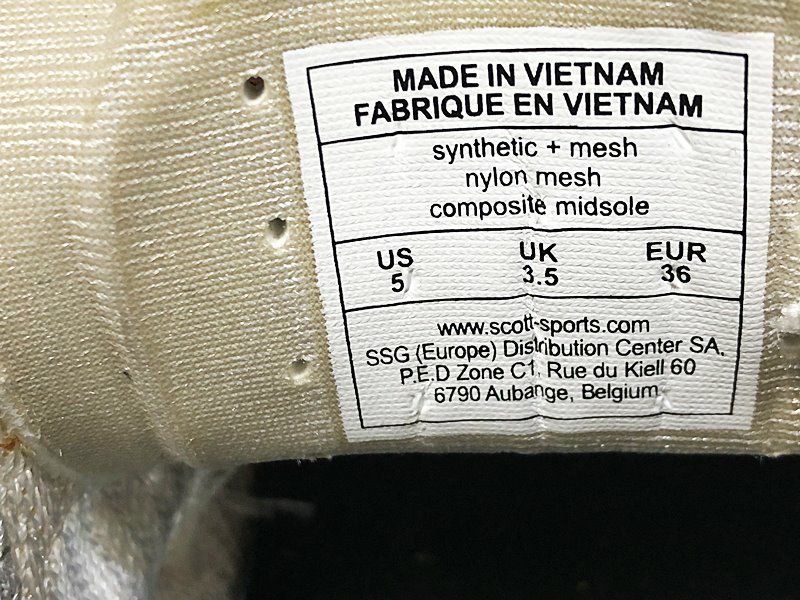 MADE IN VIETNAM
FABRIQUE EN VIETNAM
synthetic + mesh
nylon mesh
composite midsole
US UK EUR
5 3.5 36
www.scott-sports.com
SSG (Europe) Distribution Center SA.
P.E.D Zone C1, Rue du Kiell 60
6790 Aubange, Belgium